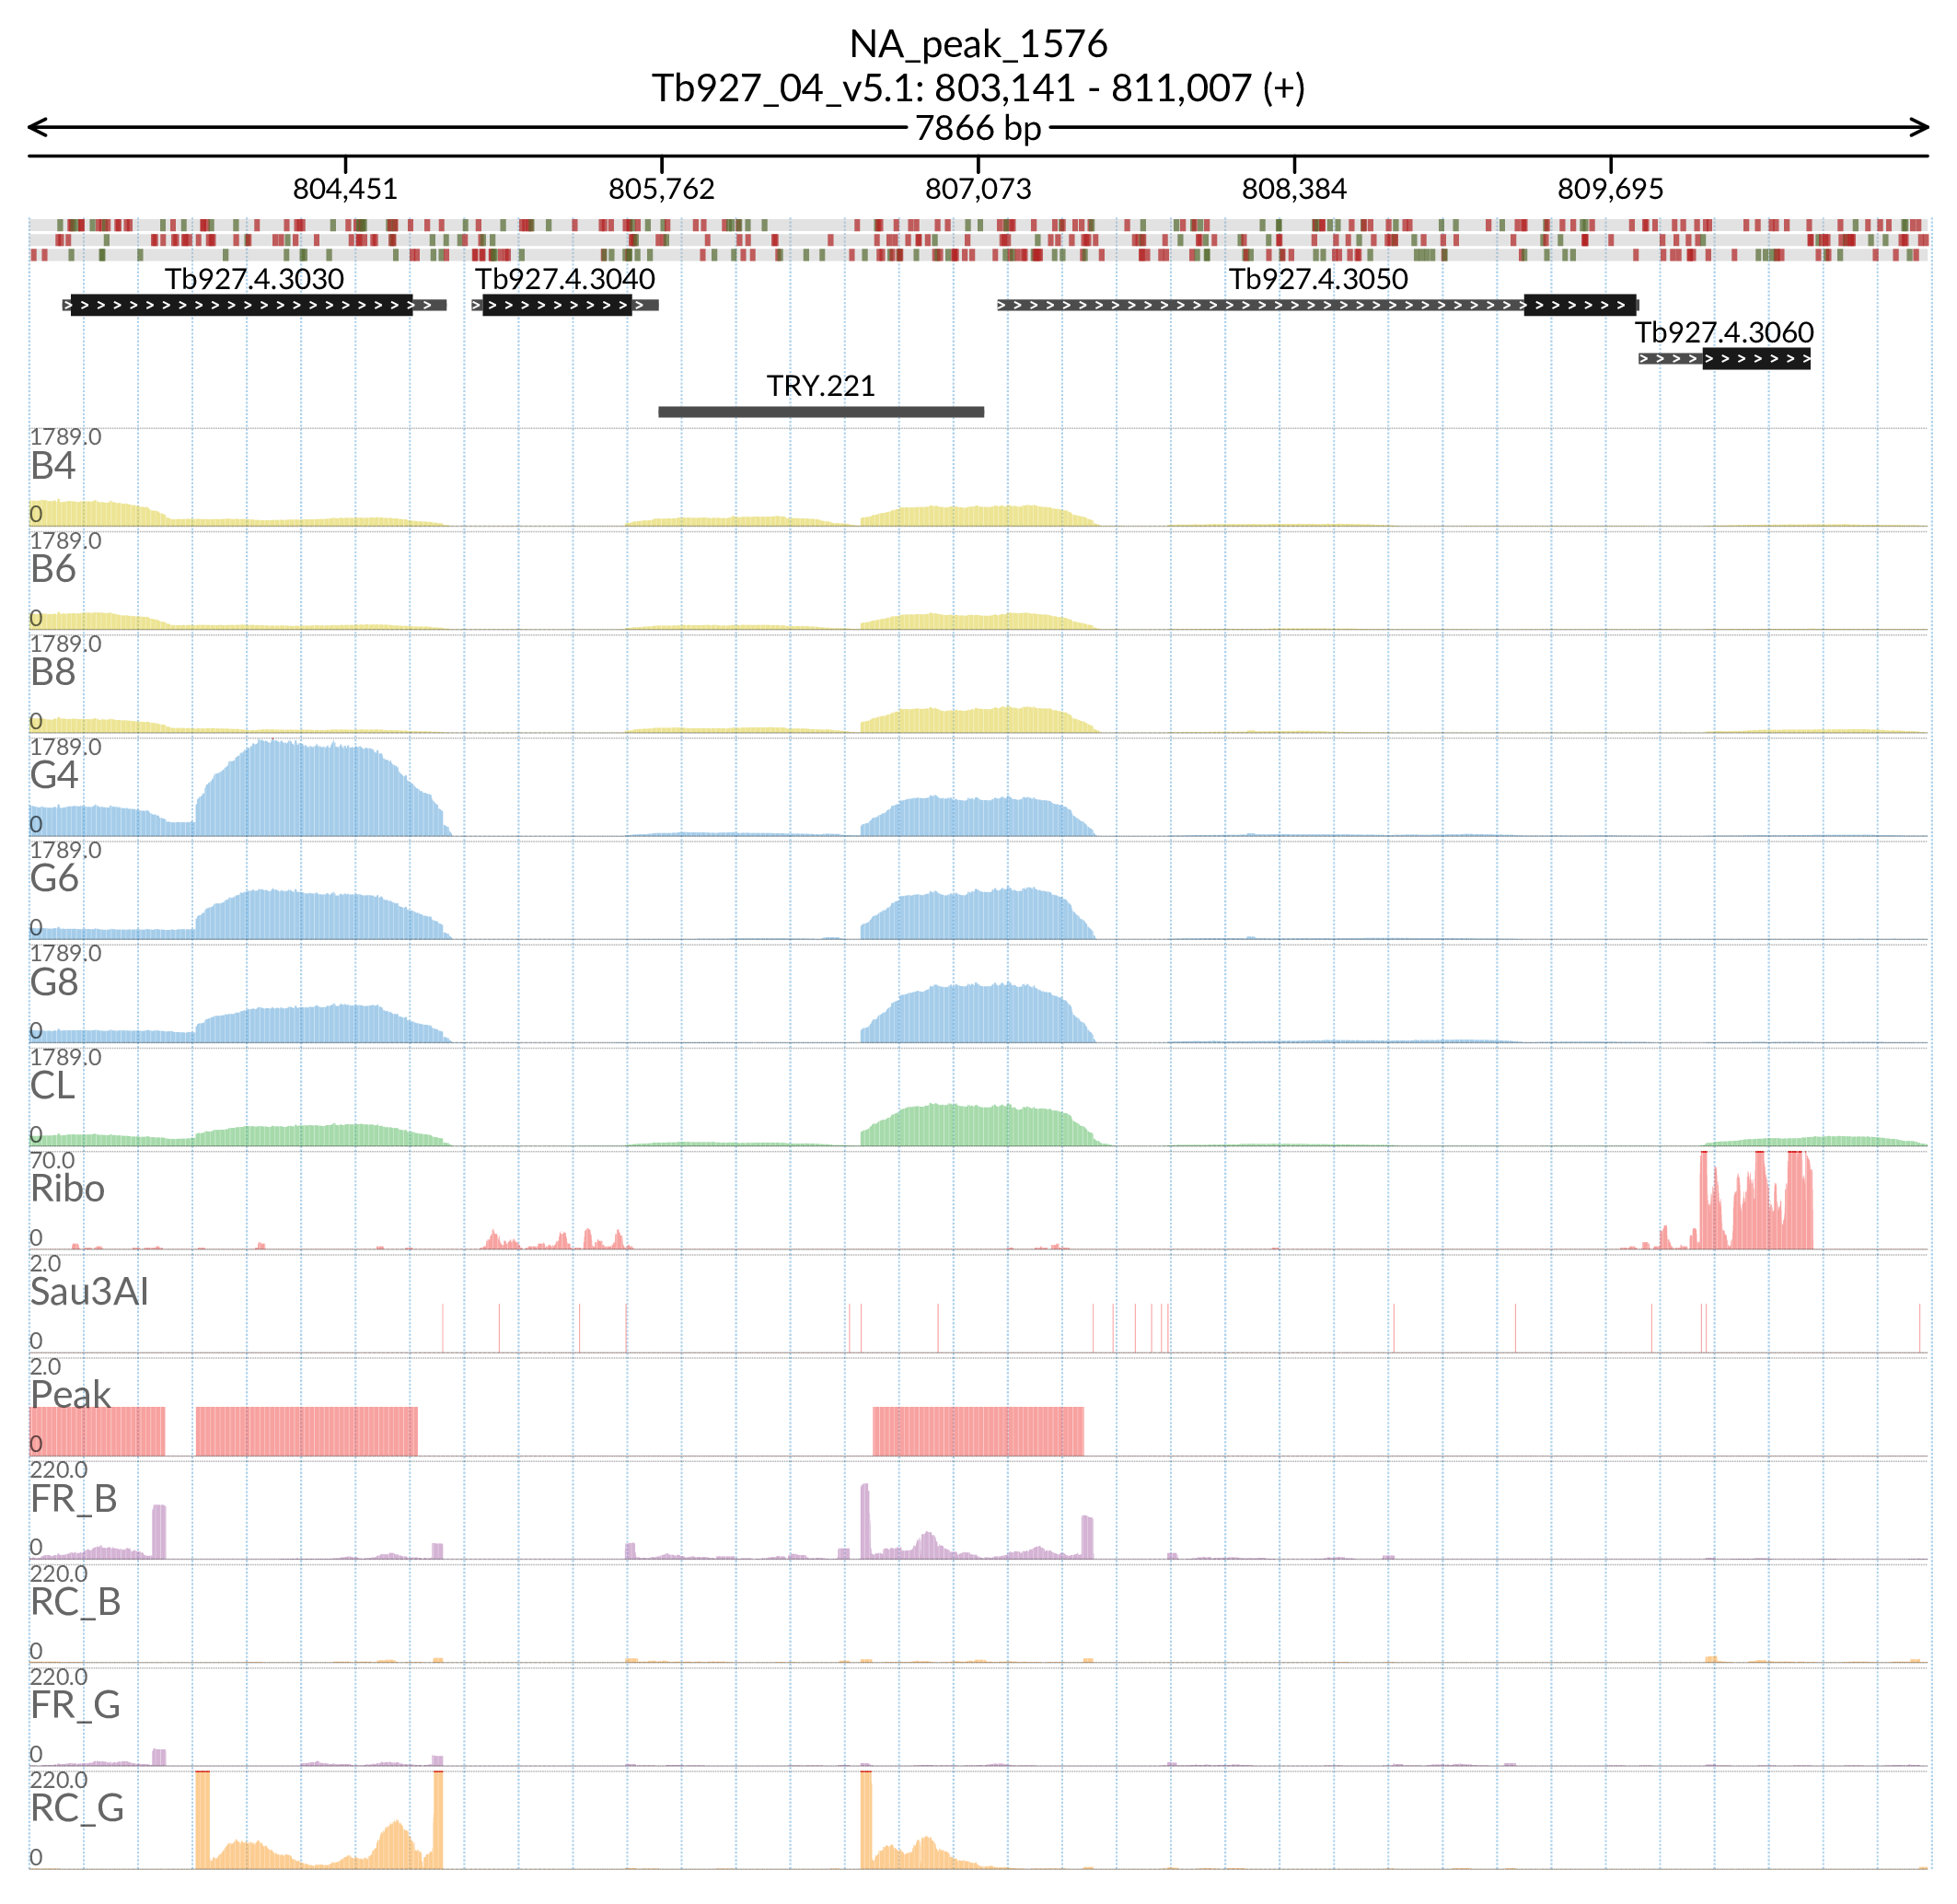 NA_peak_1576
Tb927_04_v5.1: 803,141 - 811,007 (+)
7866 bp
804,451 805,762 807,073 808,384 809,695
Tb927.4.3030 Tb927.4.3040 Tb927.4.3050
Tb927.4.3060
TRY.221
1789.0
B4
0
1789.0
B6
0
1789.0
B8
0
1789.0
G4
0
1789.0
G6
0
1789.0
G8
0
1789.0
CL
0
70.0
Ribo
0
2.0
Sau3AI
0
2.0
Peak
0
220.0
FR_B
0
220.0
RC_B
0
220.0
FR_G
0
220.0
RC_G
0